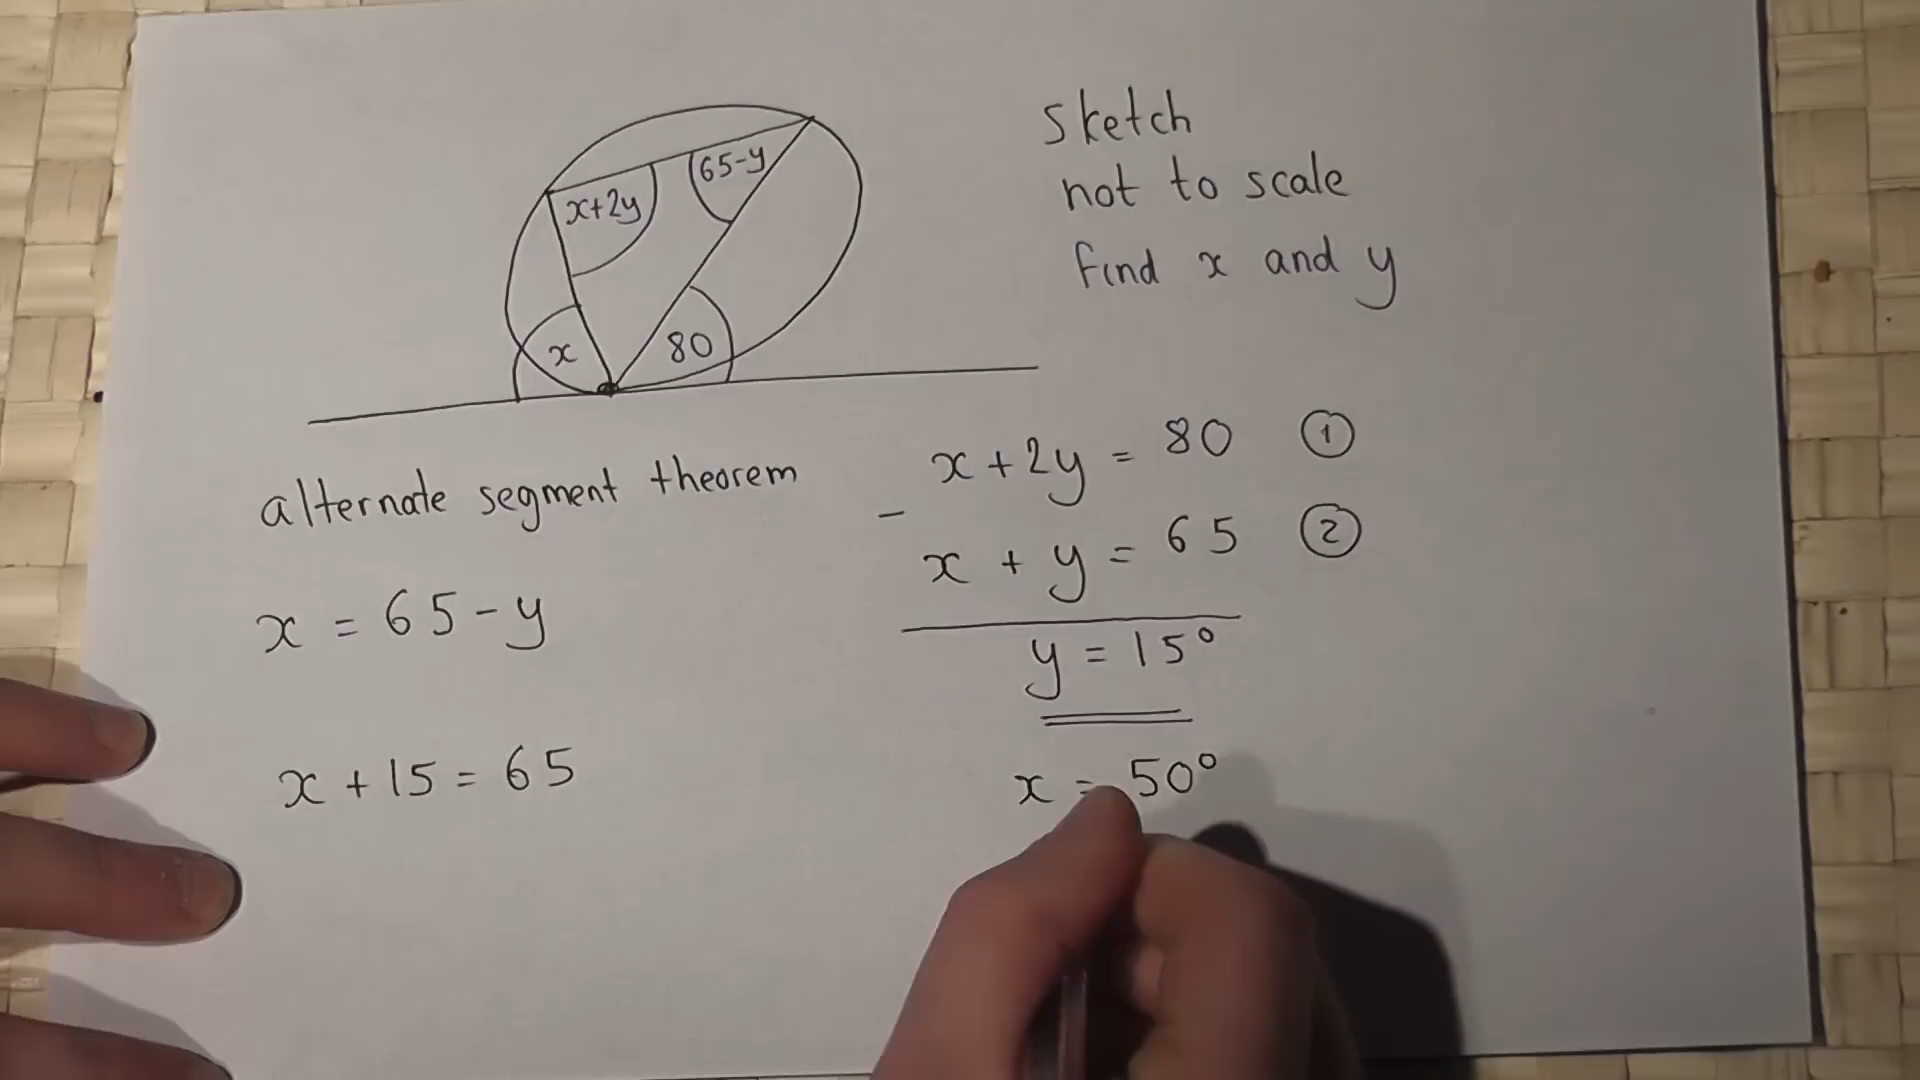 65-y
x+2y
x
80
sketch
not to scale
find x and y
alternate segment theorem
x = 65-y
x + 15 = 65
x + 2y = 80 ①
-
x + y = 65 ②
y = 15°
x = 50°